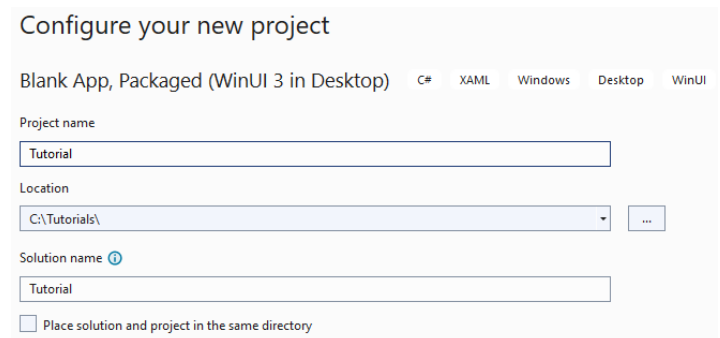 Configure your new project
Blank App, Packaged (WinUI 3 in Desktop) C# XAML Windows Desktop WinUI
Project name
Tutorial
Location
C:\Tutorials\
...
Solution name
Tutorial
Place solution and project in the same directory